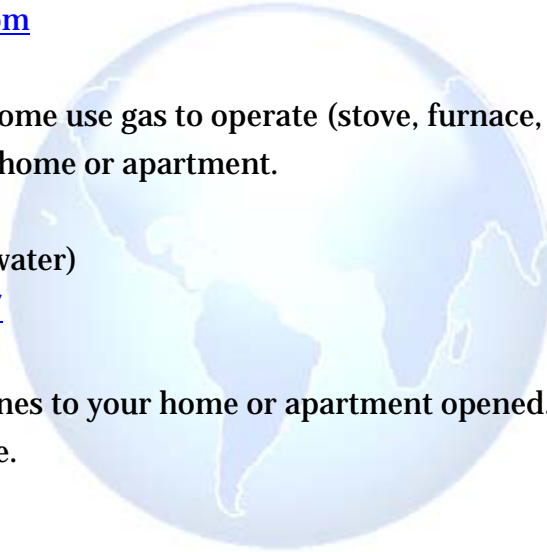 om
ome use gas to operate (stove, furnace,
home or apartment.
water)
nes to your home or apartment opened.
e.